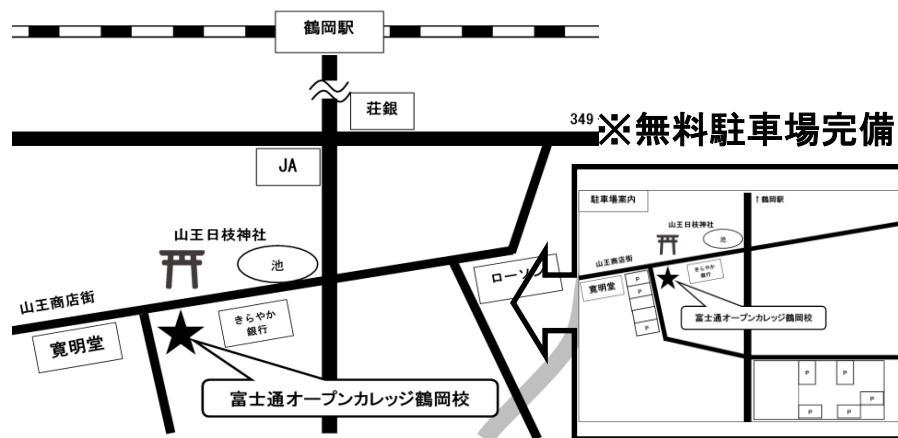 鶴岡駅
荘銀
349
※無料駐車場完備
JA
山王日枝神社
池
ローソン
山王商店街
きらやか
銀行
寛明堂
富士通オープンカレッジ鶴岡校
駐車場案内
↑鶴岡駅
山王日枝神社
池
山王商店街
きらやか
銀行
寛明堂
P
P
P
富士通オープンカレッジ鶴岡校
P
P
P
P
P
P